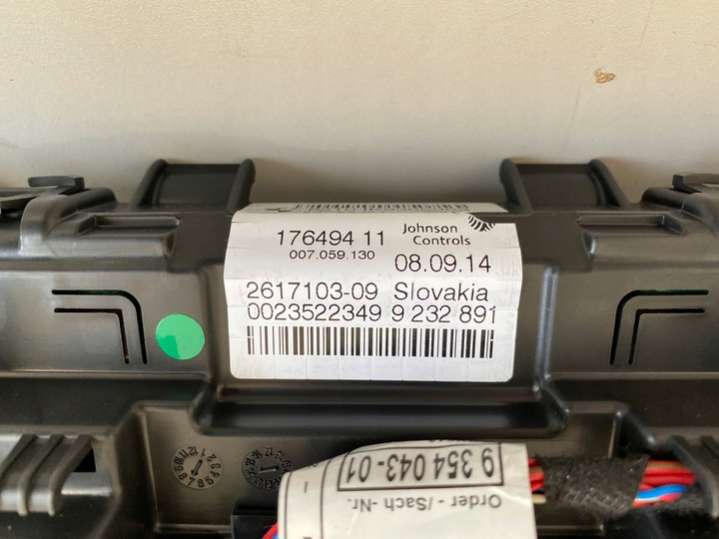 176494 11
Johnson
Controls
007.059.130
08.09.14
2617103-09 Slovakia
0023522349 9 232 891
9 354 043-01
Order-/Sach-Nr.